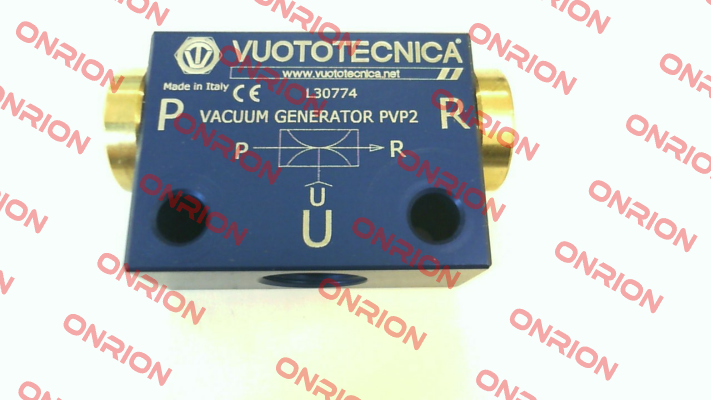 VUOTOTECNICA®
www.vuototecnica.net
Made in Italy CE L30774
P VACUUM GENERATOR PVP2 R
P R
U
U
ONRION